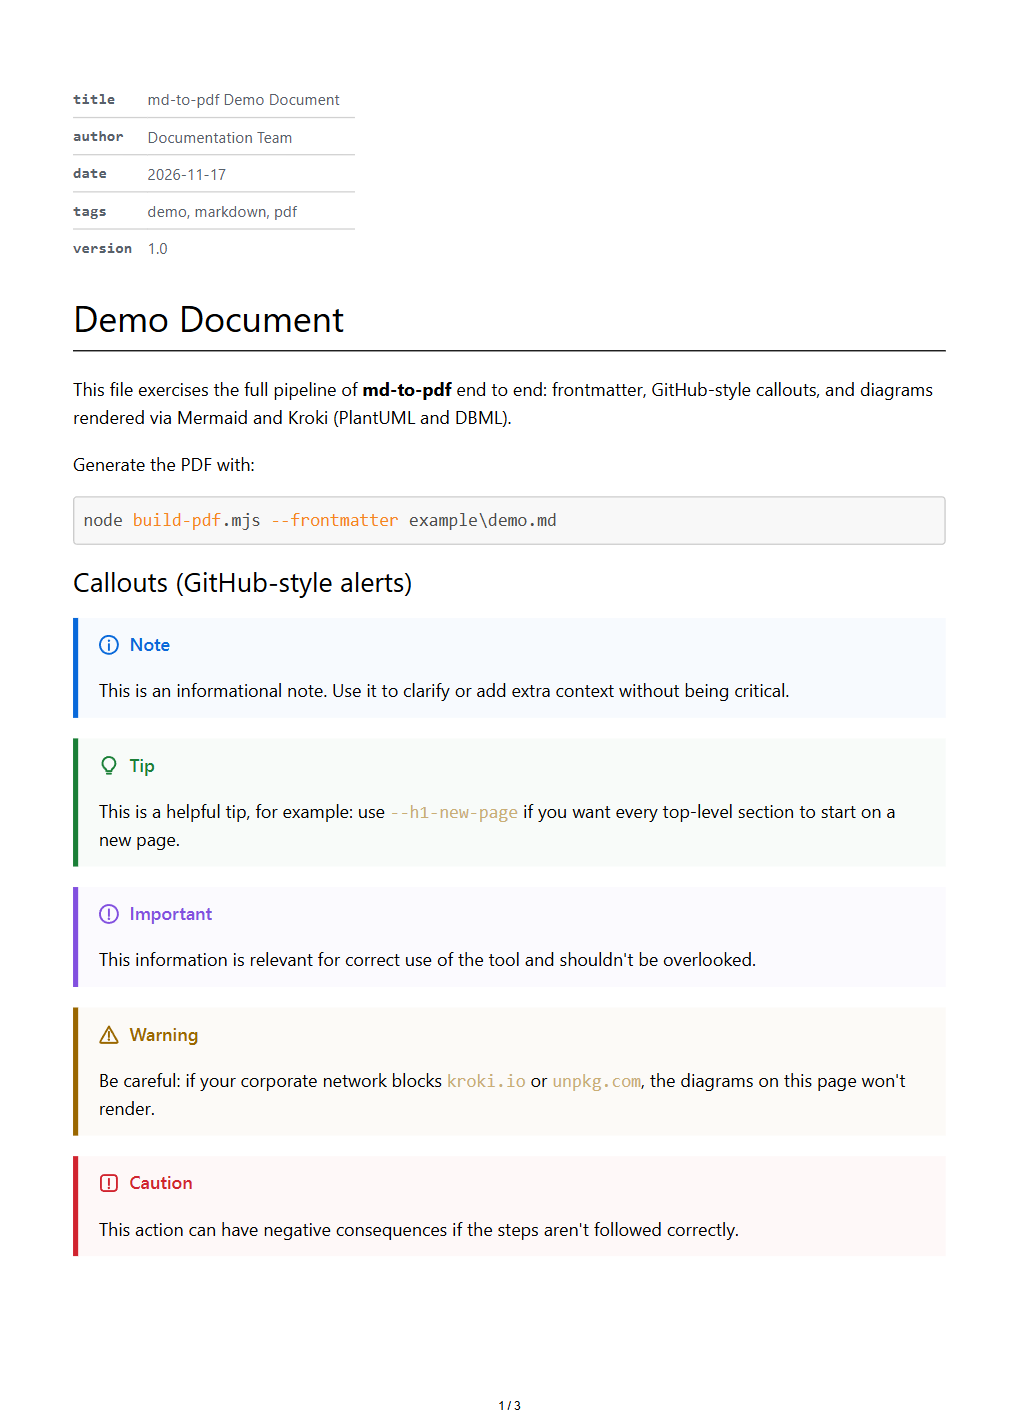 title md-to-pdf Demo Document
author Documentation Team
date 2026-11-17
tags demo, markdown, pdf
version 1.0
Demo Document
This file exercises the full pipeline of md-to-pdf end to end: frontmatter, GitHub-style callouts, and diagrams
rendered via Mermaid and Kroki (PlantUML and DBML).
Generate the PDF with:
node build-pdf.mjs --frontmatter example\demo.md
Callouts (GitHub-style alerts)
Note
This is an informational note. Use it to clarify or add extra context without being critical.
Tip
This is a helpful tip, for example: use --h1-new-page if you want every top-level section to start on a
new page.
Important
This information is relevant for correct use of the tool and shouldn't be overlooked.
Warning
Be careful: if your corporate network blocks kroki.io or unpkg.com, the diagrams on this page won't
render.
Caution
This action can have negative consequences if the steps aren't followed correctly.
1 / 3